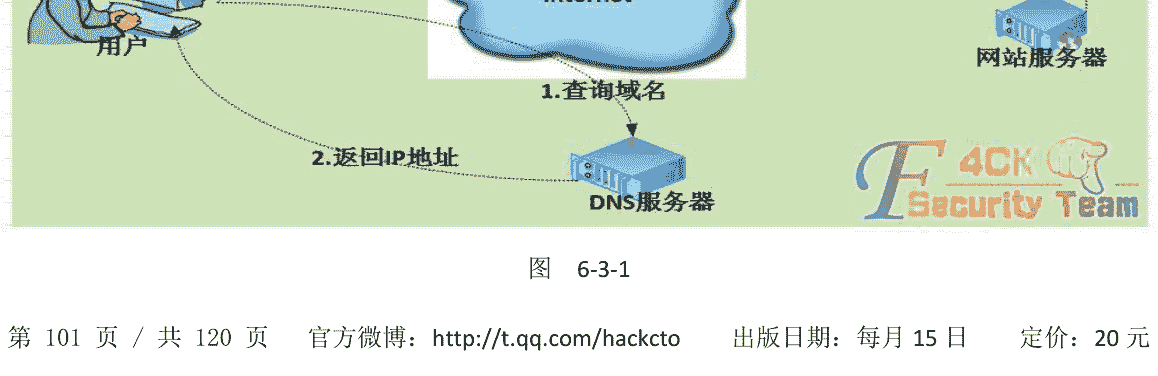 Internet
用户
网站服务器
1.查询域名
2.返回IP地址
DNS服务器
F4CK
Security Team
图 6-3-1
第 101 页 / 共 120 页 官方微博：http://t.qq.com/hackcto 出版日期：每月 15 日 定价：20 元